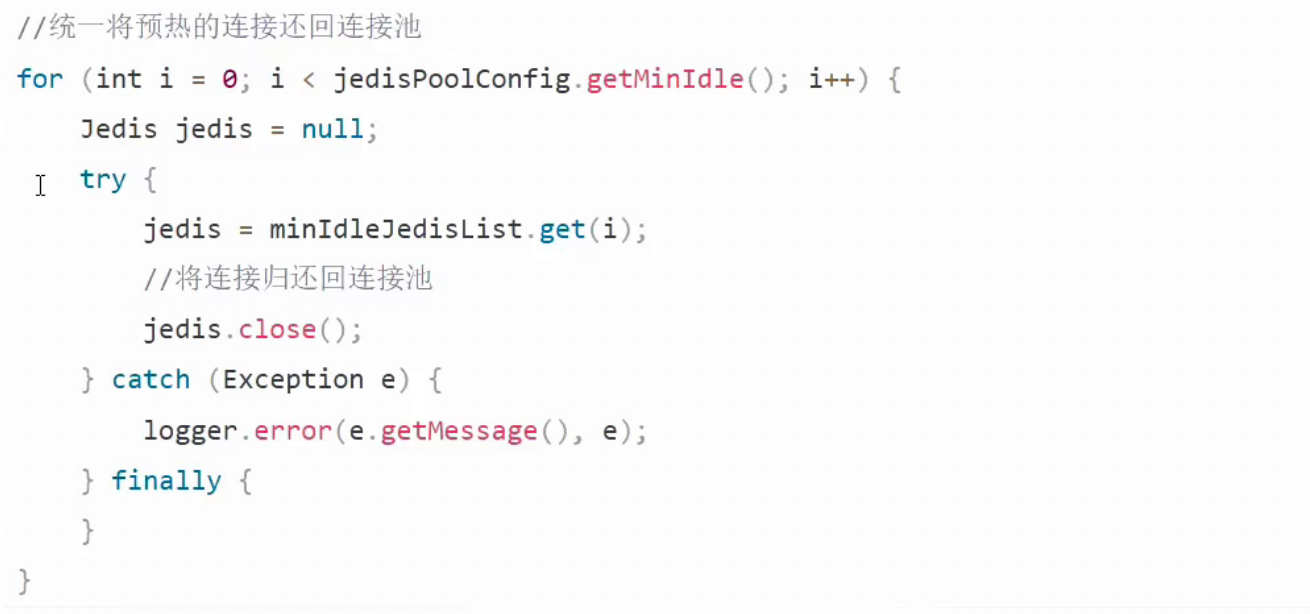 //统一将预热的连接还回连接池
for (int i = 0; i < jedisPoolConfig.getMinIdle(); i++) {
    Jedis jedis = null;
    try {
        jedis = minIdleJedisList.get(i);
        //将连接归还回连接池
        jedis.close();
    } catch (Exception e) {
        logger.error(e.getMessage(), e);
    } finally {
    }
}